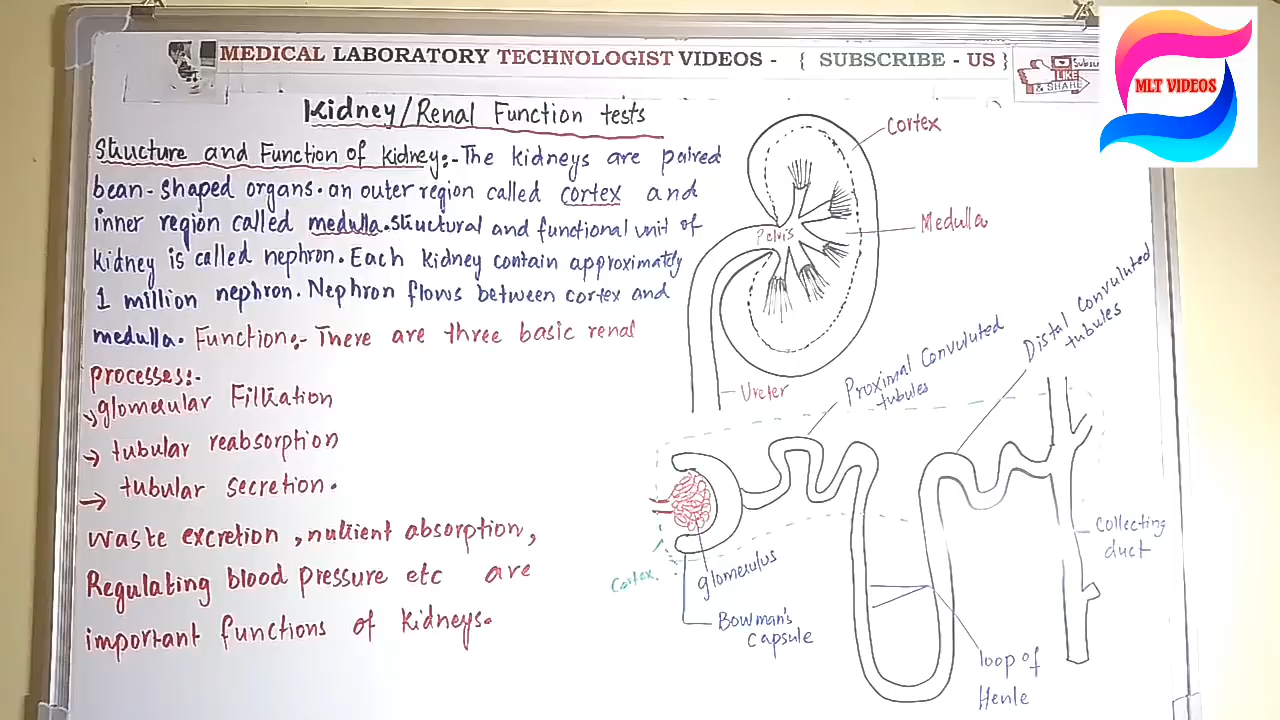 MEDICAL LABORATORY TECHNOLOGIST VIDEOS - { SUBSCRIBE - US }
Subsc
LIKE
& SHARE
MLT VIDEOS
Kidney/Renal Function tests
Structure and Function of kidney:- The kidneys are paired
bean-shaped organs. an outer region called cortex and
inner region called medulla. structural and functional unit of
kidney is called nephron. Each kidney contain approximately
1 million nephron. Nephron flows between cortex and
medulla. Function:- There are three basic renal
processes:-
→ glomerular Filtration
→ tubular reabsorption
→ tubular secretion.
waste excretion, nutrient absorption,
Regulating blood pressure etc are
important functions of kidneys.
Cortex
Medulla
Pelvis
Ureter
Proximal Convuluted
tubules
Distal Convuluted
tubules
Collecting
duct
Cortex.
glomerulus
Bowman's
Capsule
loop of
Henle